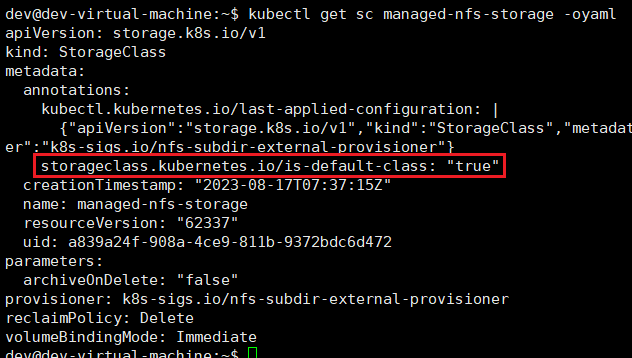 dev@dev-virtual-machine:~$ kubectl get sc managed-nfs-storage -oyaml
apiVersion: storage.k8s.io/v1
kind: StorageClass
metadata:
  annotations:
    kubectl.kubernetes.io/last-applied-configuration: |
      {"apiVersion":"storage.k8s.io/v1","kind":"StorageClass","metadat
er":"k8s-sigs.io/nfs-subdir-external-provisioner"}
    storageclass.kubernetes.io/is-default-class: "true"
  creationTimestamp: "2023-08-17T07:37:15Z"
  name: managed-nfs-storage
  resourceVersion: "62337"
  uid: a839a24f-908a-4ce9-811b-9372bdc6d472
parameters:
  archiveOnDelete: "false"
provisioner: k8s-sigs.io/nfs-subdir-external-provisioner
reclaimPolicy: Delete
volumeBindingMode: Immediate
dev@dev-virtual-machine:~$